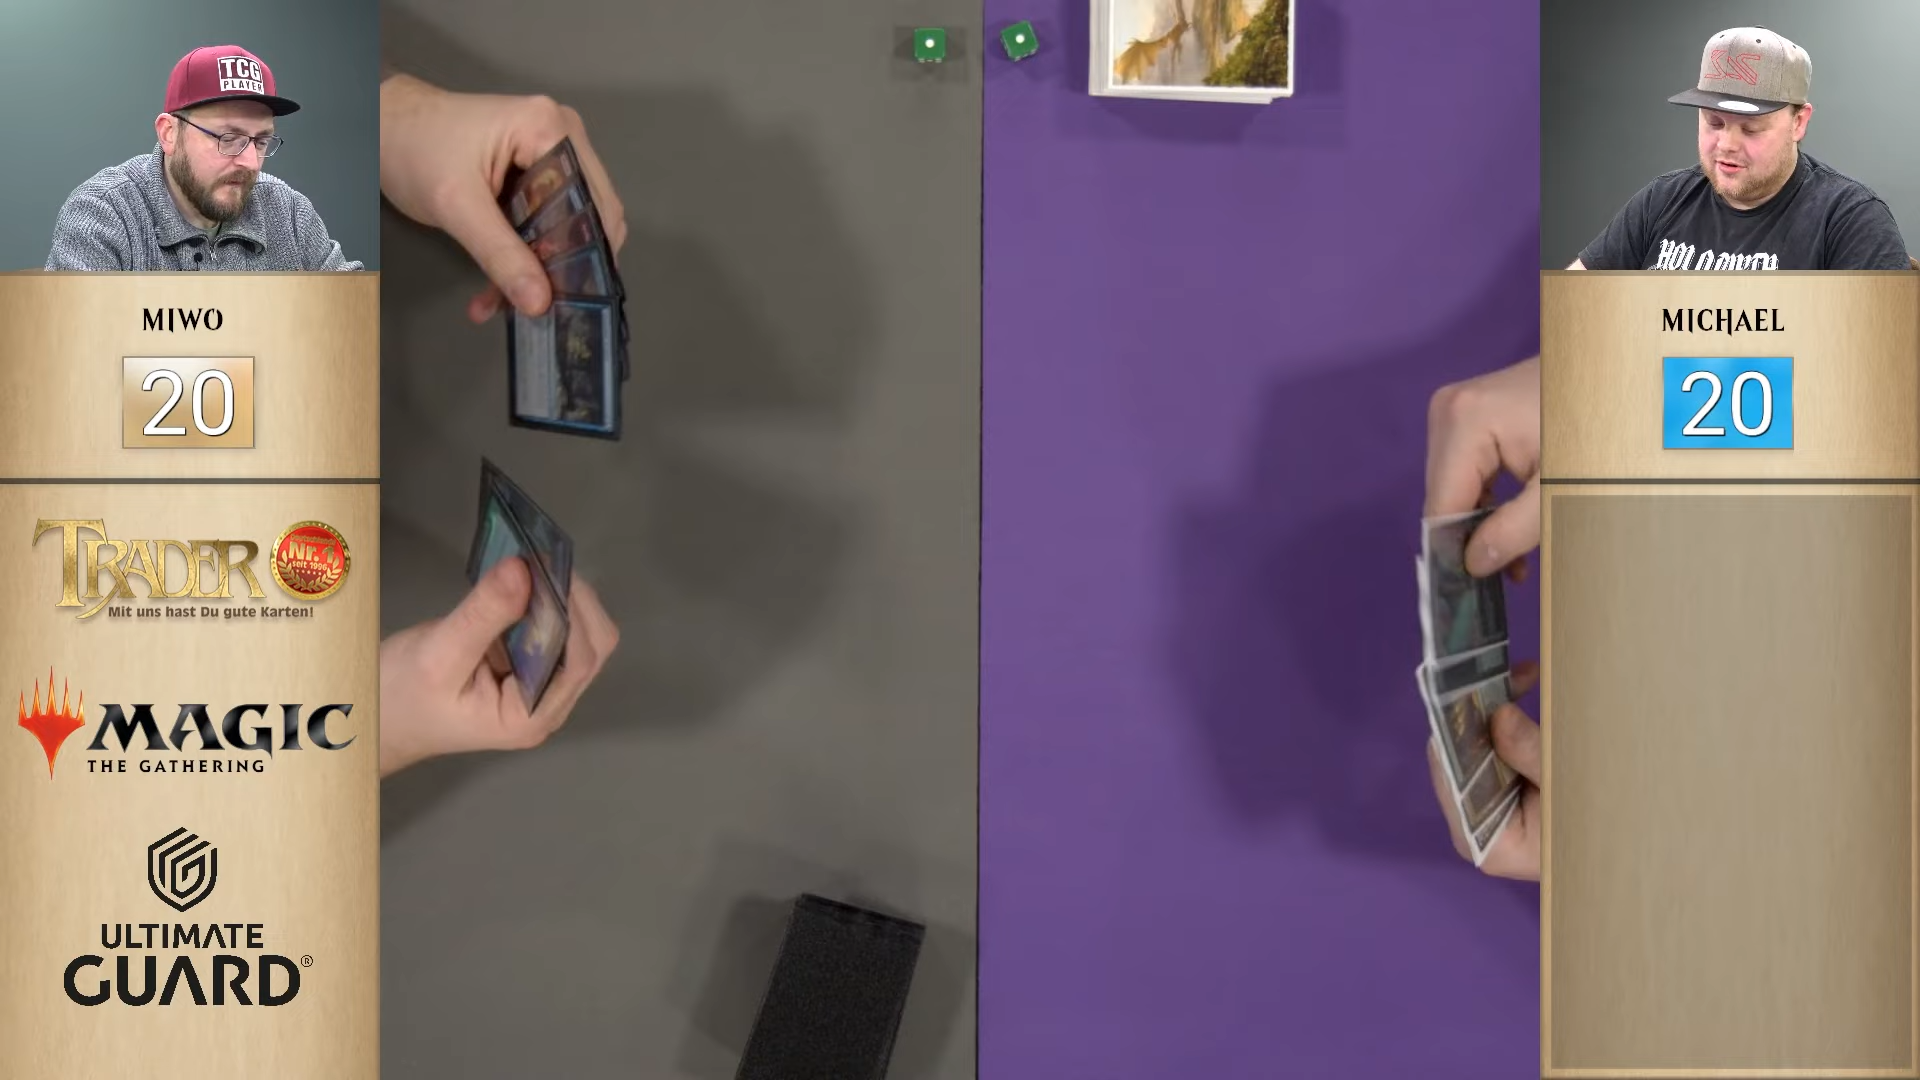 TCG
PLAYER
MIWO
20
MICHAEL
20
TRADER
Deutschlands
Nr. 1
seit 1996
Mit uns hast Du gute Karten!
MAGIC
THE GATHERING
ULTIMATE
GUARD®